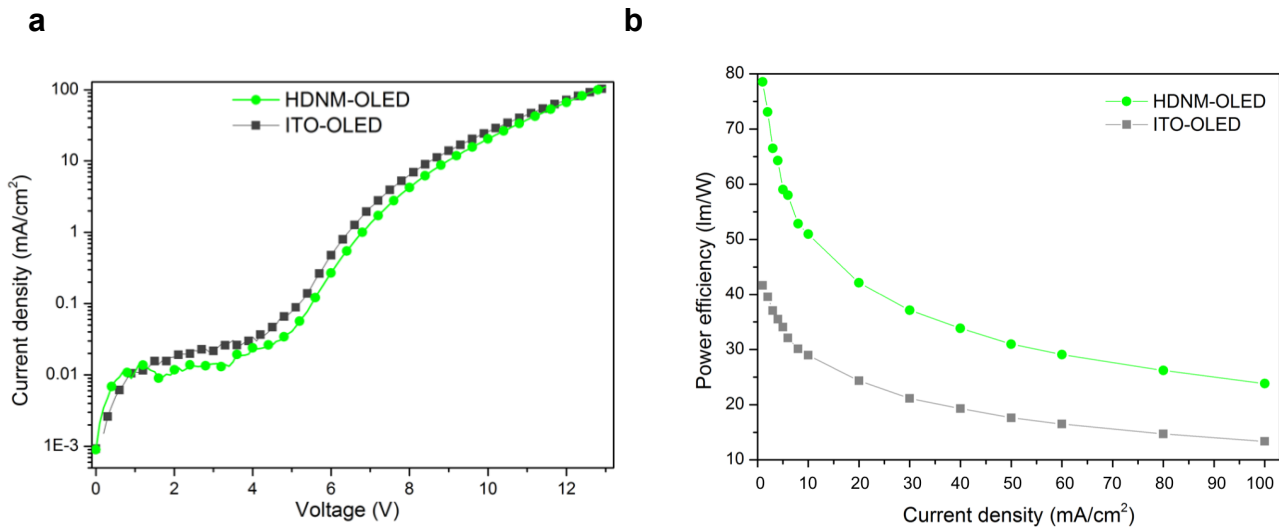 a
100
10
1
0.1
0.01
1E-3
Current density (mA/cm²)
HDNM-OLED
ITO-OLED
0 2 4 6 8 10 12
Voltage (V)
b
80
70
60
50
40
30
20
10
Power efficiency (lm/W)
HDNM-OLED
ITO-OLED
0 10 20 30 40 50 60 70 80 90 100
Current density (mA/cm²)